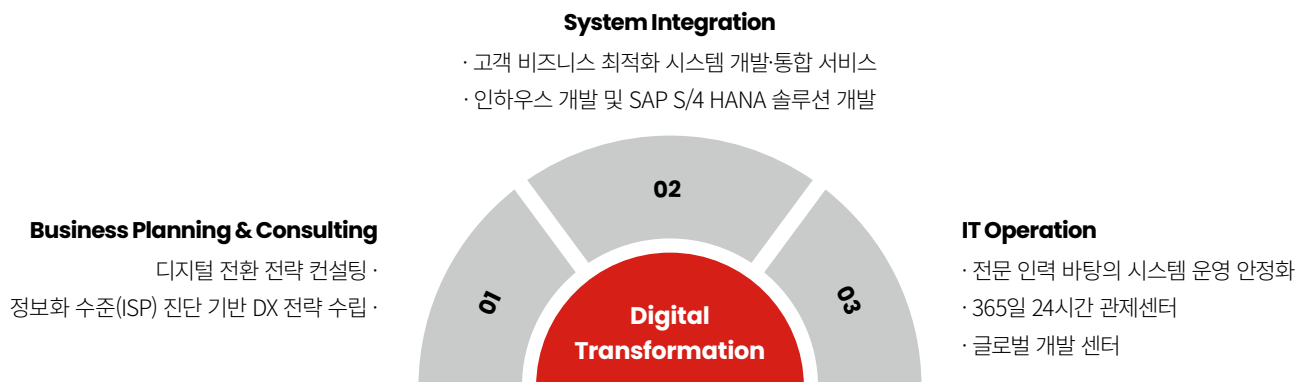 System Integration
· 고객 비즈니스 최적화 시스템 개발·통합 서비스
· 인하우스 개발 및 SAP S/4 HANA 솔루션 개발
02
Business Planning & Consulting
디지털 전환 전략 컨설팅 ·
정보화 수준(ISP) 진단 기반 DX 전략 수립 ·
01
Digital
Transformation
03
IT Operation
· 전문 인력 바탕의 시스템 운영 안정화
· 365일 24시간 관제센터
· 글로벌 개발 센터